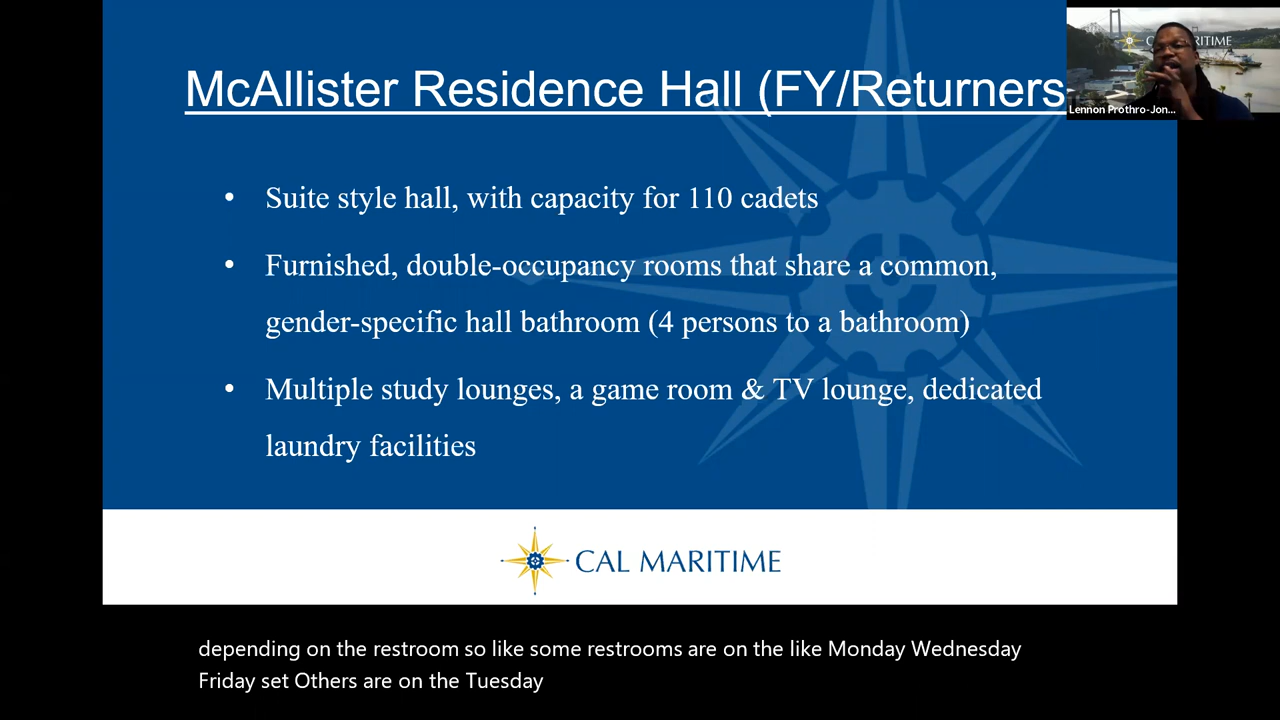 McAllister Residence Hall (FY/Returners
C RITIME
Lennon Prothro-Jon...
• Suite style hall, with capacity for 110 cadets
• Furnished, double-occupancy rooms that share a common,
gender-specific hall bathroom (4 persons to a bathroom)
• Multiple study lounges, a game room & TV lounge, dedicated
laundry facilities
CAL MARITIME
depending on the restroom so like some restrooms are on the like Monday Wednesday
Friday set Others are on the Tuesday